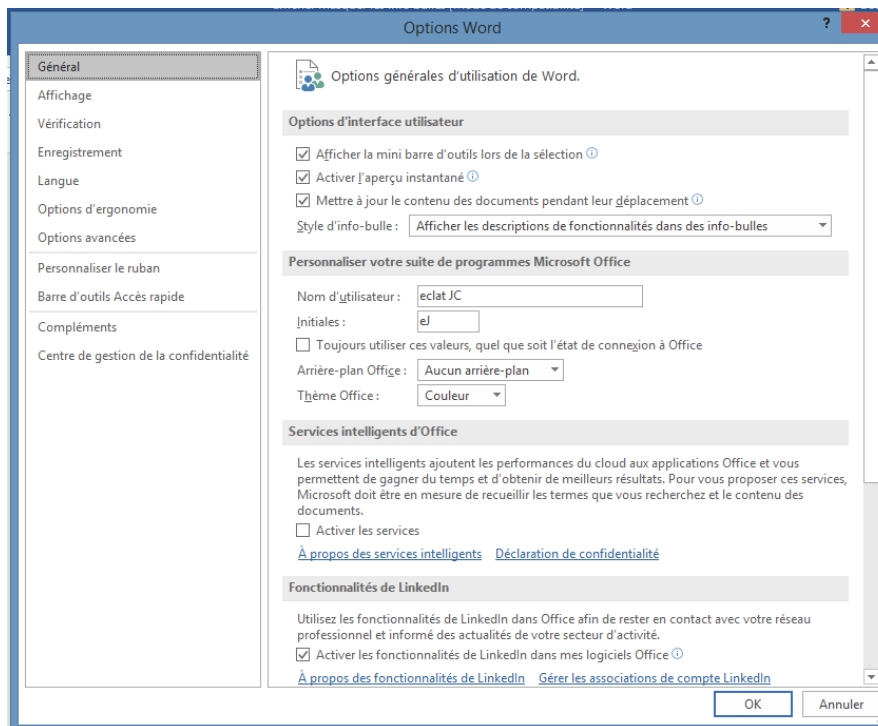 Options Word
?
Général
Affichage
Vérification
Enregistrement
Langue
Options d'ergonomie
Options avancées
Personnaliser le ruban
Barre d'outils Accès rapide
Compléments
Centre de gestion de la confidentialité
Options générales d'utilisation de Word.
Options d'interface utilisateur
Afficher la mini barre d'outils lors de la sélection
Activer l'aperçu instantané
Mettre à jour le contenu des documents pendant leur déplacement
Style d'info-bulle : Afficher les descriptions de fonctionnalités dans des info-bulles
Personnaliser votre suite de programmes Microsoft Office
Nom d'utilisateur : eclat JC
Initiales : eJ
Toujours utiliser ces valeurs, quel que soit l'état de connexion à Office
Arrière-plan Office : Aucun arrière-plan
Thème Office : Couleur
Services intelligents d'Office
Les services intelligents ajoutent les performances du cloud aux applications Office et vous
permettent de gagner du temps et d'obtenir de meilleurs résultats. Pour vous proposer ces services,
Microsoft doit être en mesure de recueillir les termes que vous recherchez et le contenu des
documents.
Activer les services
À propos des services intelligents Déclaration de confidentialité
Fonctionnalités de LinkedIn
Utilisez les fonctionnalités de LinkedIn dans Office afin de rester en contact avec votre réseau
professionnel et informé des actualités de votre secteur d'activité.
Activer les fonctionnalités de LinkedIn dans mes logiciels Office
À propos des fonctionnalités de LinkedIn Gérer les associations de compte LinkedIn
OK Annuler